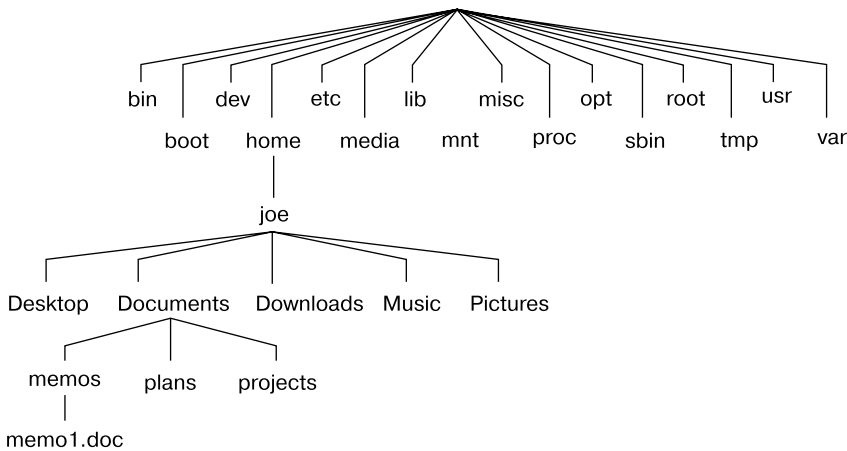 bin dev etc lib misc opt root usr
boot home media mnt proc sbin tmp var
joe
Desktop Documents Downloads Music Pictures
memos plans projects
memo1.doc